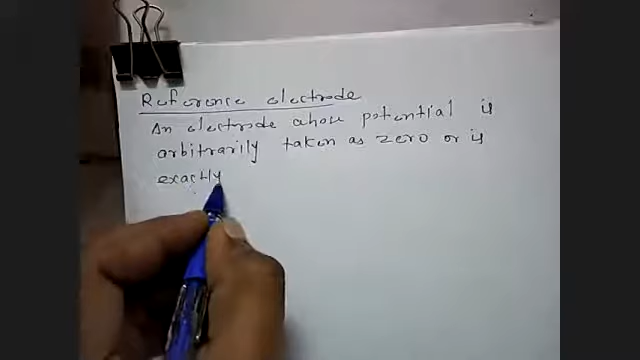 Reference electrode
An electrode whose potential is
arbitrarily taken as zero or is
exactly